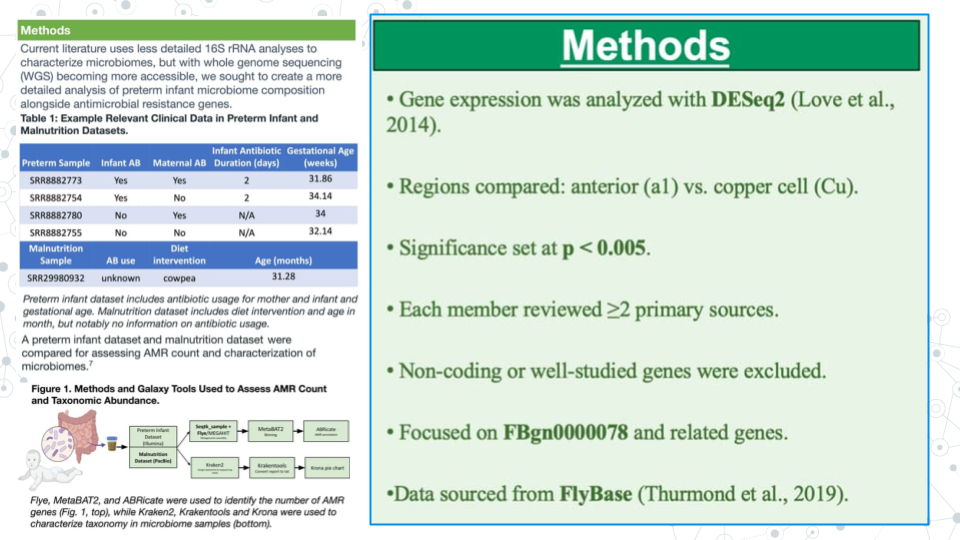 Methods
Current literature uses less detailed 16S rRNA analyses to
characterize microbiomes, but with whole genome sequencing
(WGS) becoming more accessible, we sought to create a more
detailed analysis of preterm infant microbiome composition
alongside antimicrobial resistance genes.
Table 1: Example Relevant Clinical Data in Preterm Infant and
Malnutrition Datasets.
Preterm Sample Infant AB Maternal AB Infant Antibiotic Duration (days) Gestational Age (weeks)
SRR8882773 Yes Yes 2 31.86
SRR8882754 Yes No 2 34.14
SRR8882780 No Yes N/A 34
SRR8882755 No No N/A 32.14
Malnutrition Sample AB use Diet intervention Age (months)
SRR29980932 unknown cowpea 31.28
Preterm infant dataset includes antibiotic usage for mother and infant and
gestational age. Malnutrition dataset includes diet intervention and age in
month, but notably no information on antibiotic usage.
A preterm infant dataset and malnutrition dataset were
compared for assessing AMR count and characterization of
microbiomes.7
Figure 1. Methods and Galaxy Tools Used to Assess AMR Count
and Taxonomic Abundance.
Preterm Infant
Dataset
(Illumina)
Malnutrition
Dataset (PacBio)
Seqtk_sample +
Flye/MEGAHIT
MetaBAT2
Binning
ABRicate
Kraken2
Krakentools
Convert report to txt
Krona pie chart
Flye, MetaBAT2, and ABRicate were used to identify the number of AMR
genes (Fig. 1, top), while Kraken2, Krakentools and Krona were used to
characterize taxonomy in microbiome samples (bottom).
Methods
• Gene expression was analyzed with DESeq2 (Love et al.,
2014).
• Regions compared: anterior (a1) vs. copper cell (Cu).
• Significance set at p < 0.005.
• Each member reviewed ≥2 primary sources.
• Non-coding or well-studied genes were excluded.
• Focused on FBgn0000078 and related genes.
•Data sourced from FlyBase (Thurmond et al., 2019).